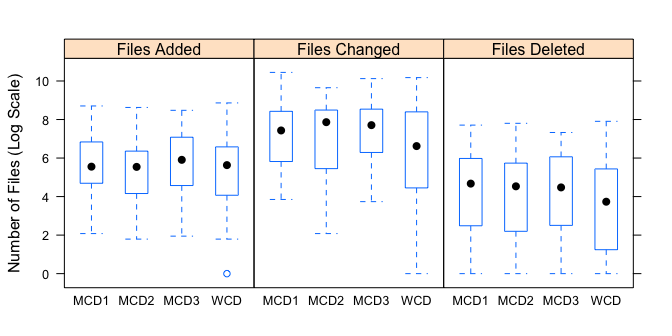 Files Added Files Changed Files Deleted
Number of Files (Log Scale)
10
8
6
4
2
0
MCD1 MCD2 MCD3 WCD MCD1 MCD2 MCD3 WCD MCD1 MCD2 MCD3 WCD